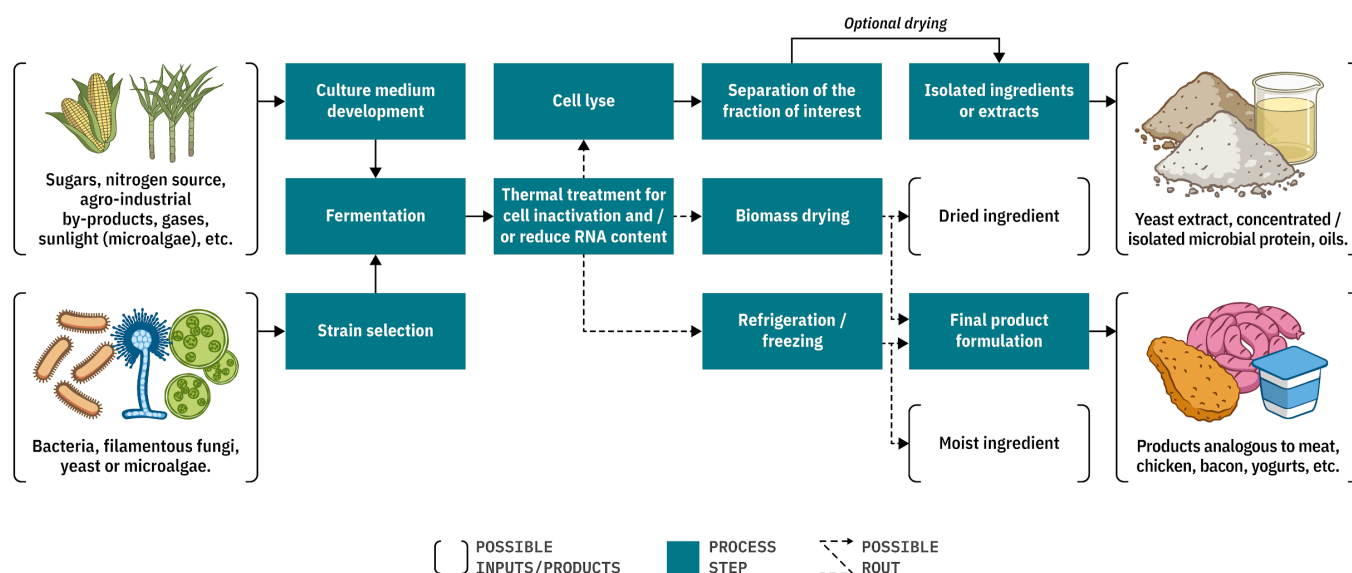 Optional drying
Sugars, nitrogen source,
agro-industrial
by-products, gases,
sunlight (microalgae), etc.
Culture medium
development
Cell lyse
Separation of the
fraction of interest
Isolated ingredients
or extracts
Yeast extract, concentrated /
isolated microbial protein, oils.
Fermentation
Thermal treatment for
cell inactivation and /
or reduce RNA content
Biomass drying
Dried ingredient
Bacteria, filamentous fungi,
yeast or microalgae.
Strain selection
Refrigeration /
freezing
Final product
formulation
Products analogous to meat,
chicken, bacon, yogurts, etc.
Moist ingredient
POSSIBLE
INPUTS/PRODUCTS
PROCESS
STEP
POSSIBLE
ROUT